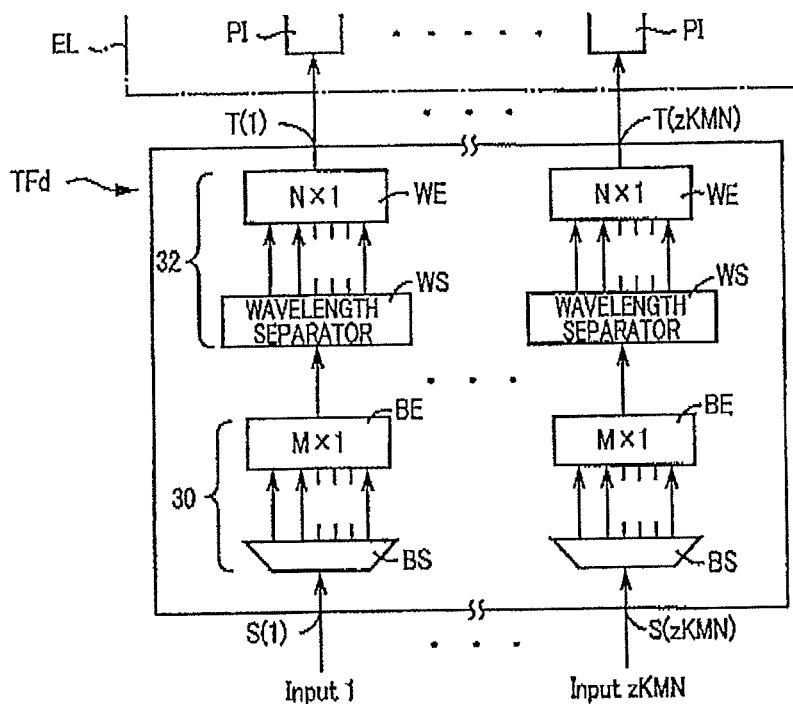 EL PI PI
T(1) T(zKMN)
TFd
N×1 WE N×1 WE
32
WS WS
WAVELENGTH SEPARATOR WAVELENGTH SEPARATOR
BE BE
M×1 M×1
30
BS BS
S(1) S(zKMN)
Input 1 Input zKMN